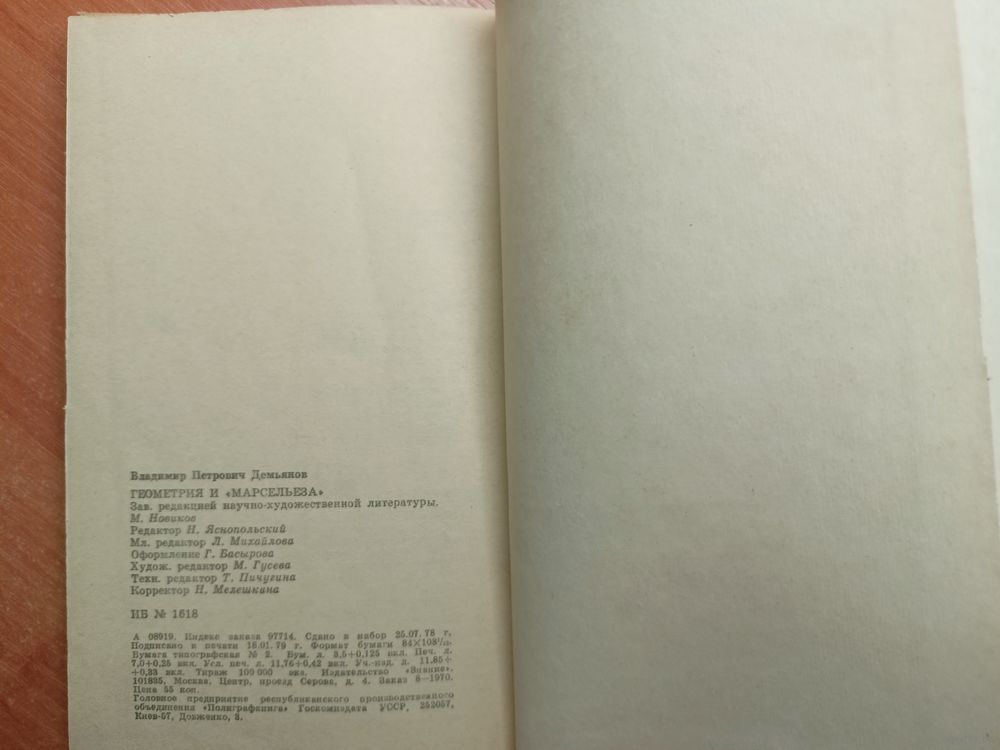 Владимир Петрович Демьянов
ГЕОМЕТРИЯ И «МАРСЕЛЬЕЗА»
Зав. редакцией научно-художественной литературы.
М. Новиков
Редактор Н. Яснопольский
Мл. редактор Л. Михайлова
Оформление Г. Басырова
Худож. редактор М. Гусева
Техн. редактор Т. Пичугина
Корректор Н. Мелешкина
ИБ № 1618
А 08919. Индекс заказа 97714. Сдано в набор 25.07.78 г.
Подписано к печати 18.01.79 г. Формат бумаги 84×108¹/₃₂.
Бумага типографская № 2. Бум. л. 3,5+0,125 вкл. Печ. л.
7,0+0,25 вкл. Усл. печ. л. 11,76+0,42 вкл. Уч.-изд. л. 11,85+
+0,33 вкл. Тираж 100 000 экз. Издательство «Знание».
101835. Москва. Центр, проезд Серова, д. 4. Заказ 8—1970.
Цена 55 коп.
Головное предприятие республиканского производственного
объединения «Полиграфкнига» Госкомиздата УССР, 252057,
Киев-57, Довженко, 3.